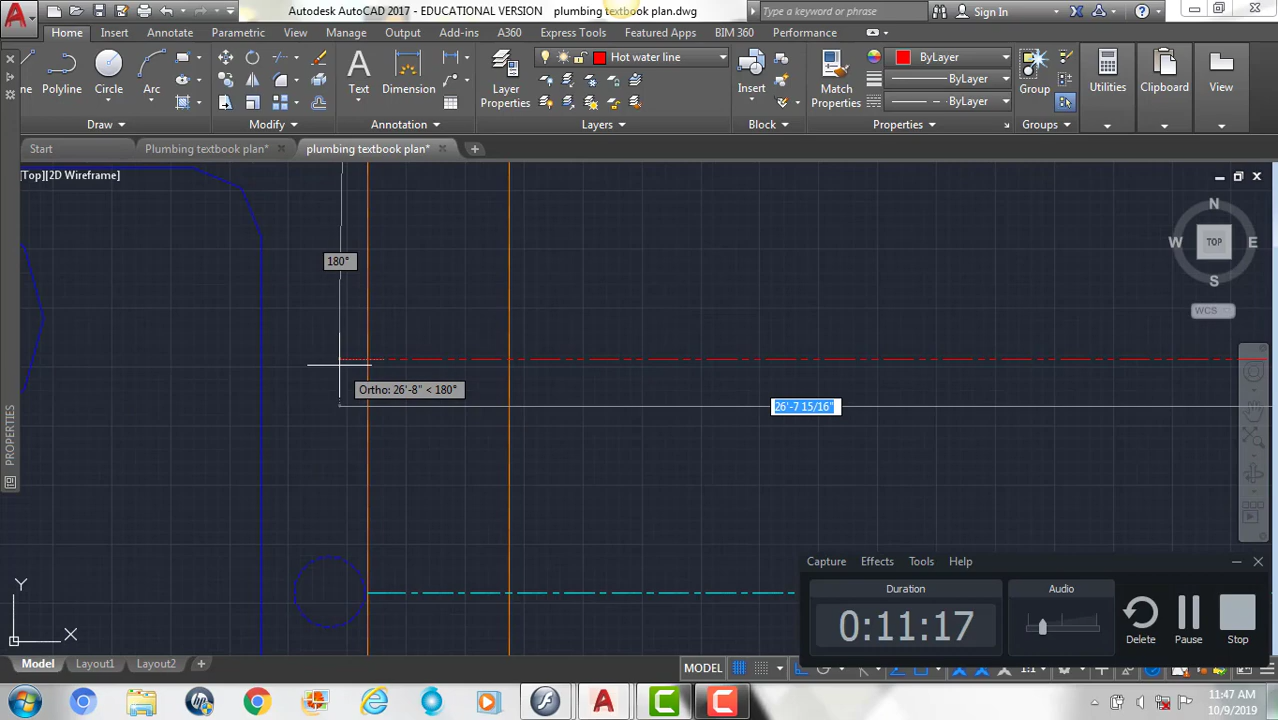 Autodesk AutoCAD 2017 - EDUCATIONAL VERSION plumbing textbook plan.dwg
Type a keyword or phrase
Sign In
Home Insert Annotate Parametric View Manage Output Add-ins A360 Express Tools Featured Apps BIM 360 Performance
Polyline Circle Arc
Text Dimension
Layer Properties
Hot water line
Insert
Match Properties
ByLayer
ByLayer
ByLayer
Group
Utilities
Clipboard
View
Draw Modify Annotation Layers Block Properties Groups
Start
Plumbing textbook plan*
plumbing textbook plan*
[Top][2D Wireframe]
N
W TOP E
S
WCS
180°
Ortho: 26'-8" < 180°
26'-7 15/16"
PROPERTIES
Y
X
Capture Effects Tools Help
Duration
0:11:17
Audio
Delete Pause Stop
Model Layout1 Layout2
MODEL
1:1
11:47 AM
10/9/2019